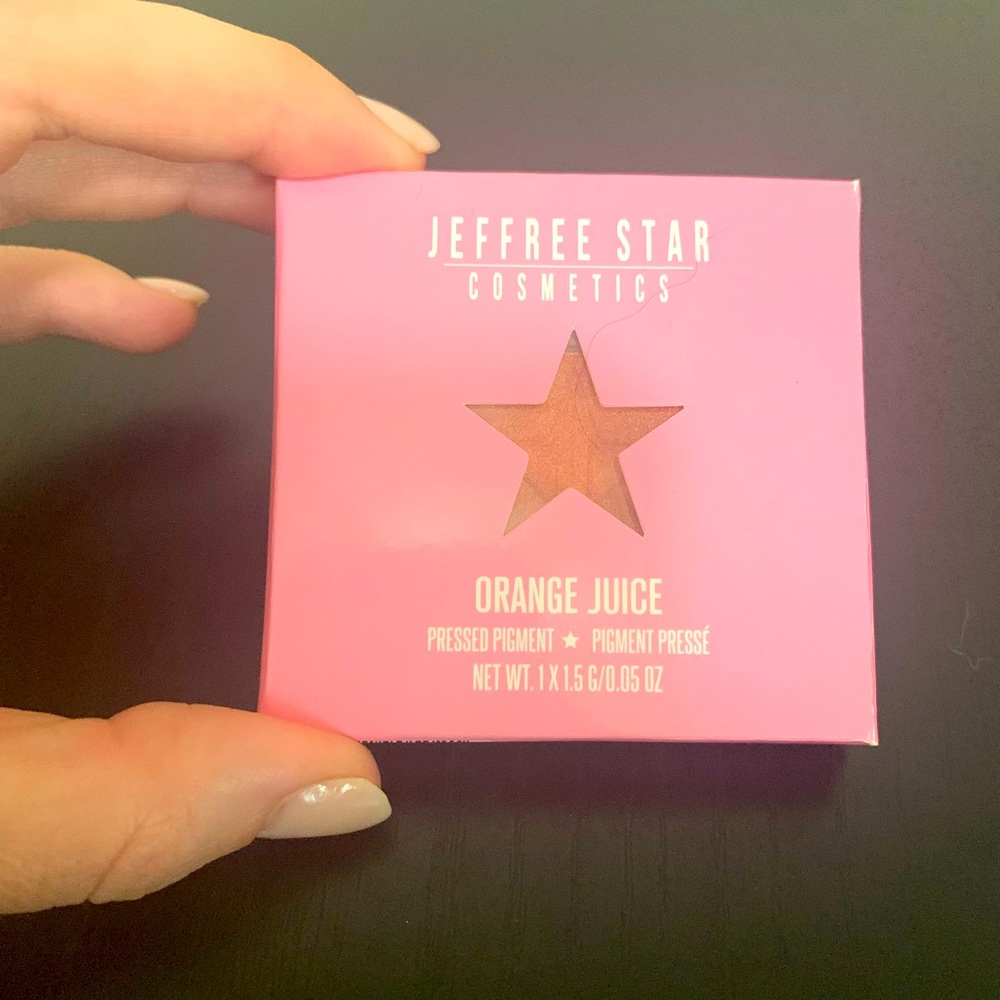 JEFFREE STAR
COSMETICS
ORANGE JUICE
PRESSED PIGMENT ★ PIGMENT PRESSÉ
NET WT. 1 X 1.5 G/0.05 OZ